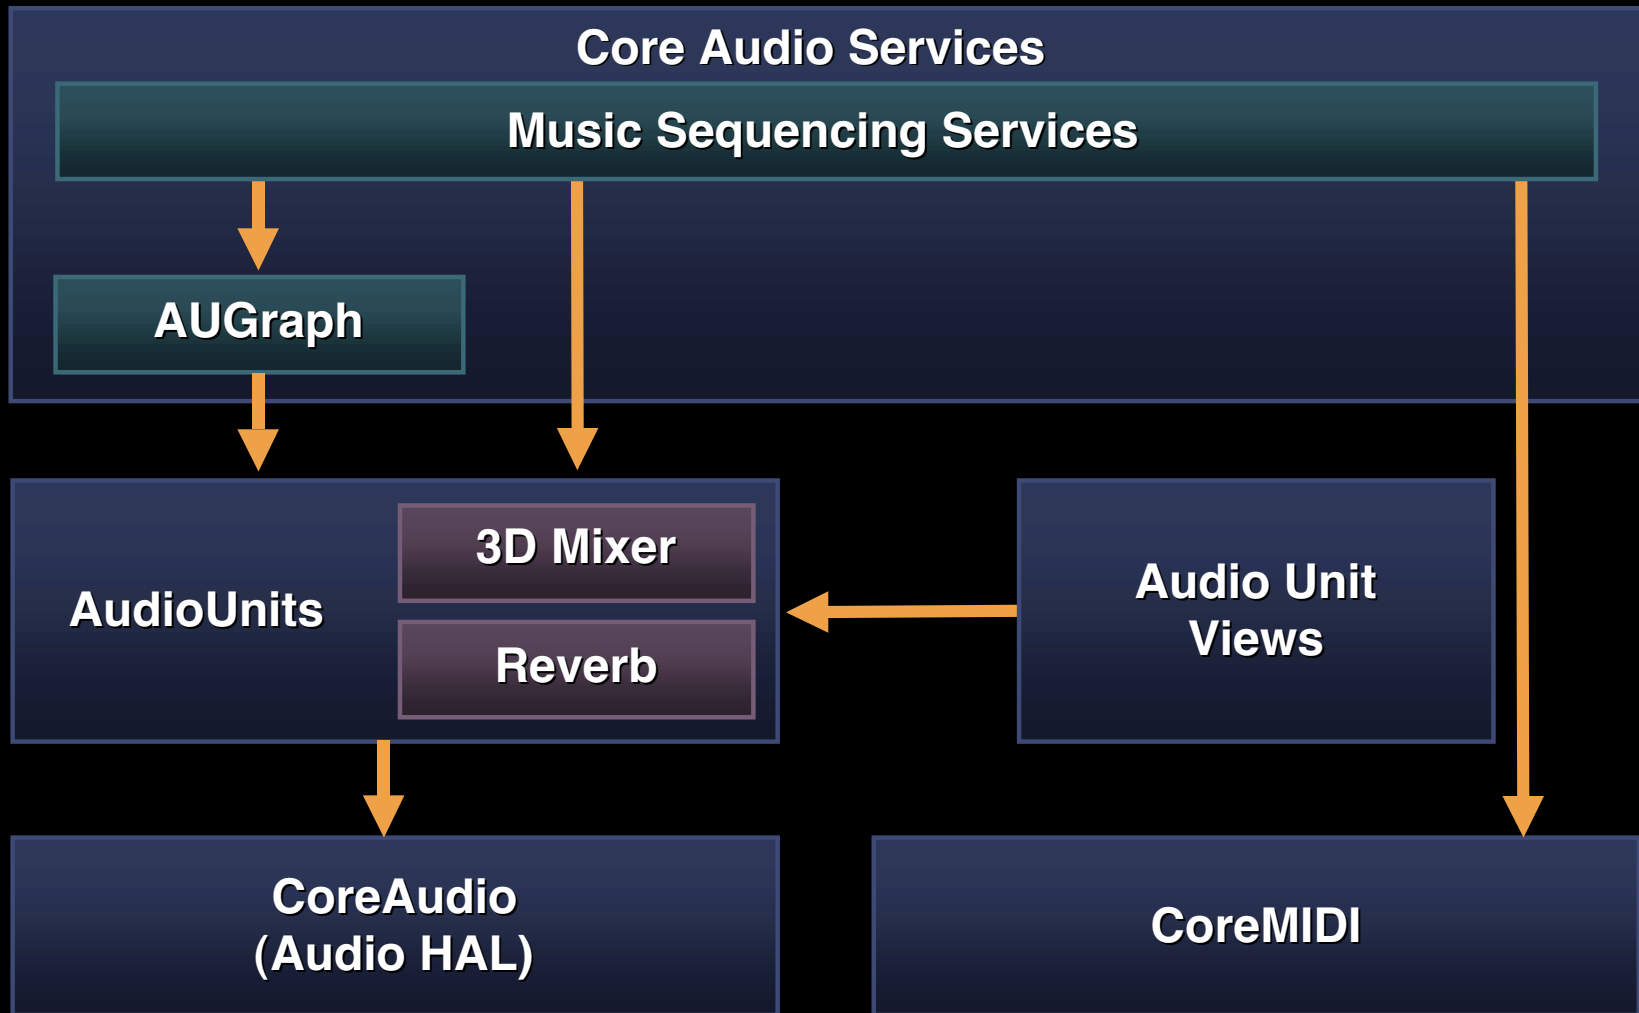 Core Audio Services
Music Sequencing Services
AUGraph
AudioUnits
3D Mixer
Reverb
Audio Unit
Views
CoreAudio
(Audio HAL)
CoreMIDI